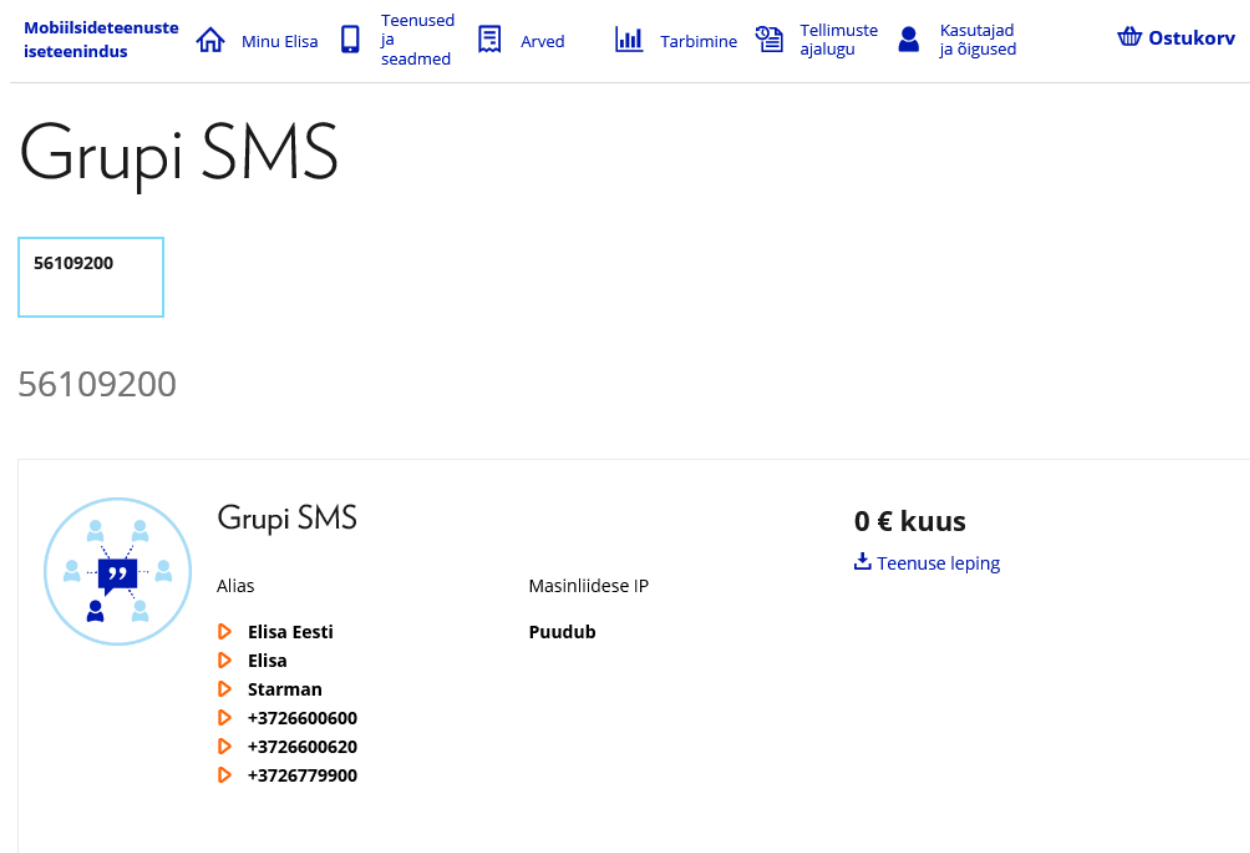 Mobiilsideteenuste
iseteenindus
Minu Elisa
Teenused
ja
seadmed
Arved
Tarbimine
Tellimuste
ajalugu
Kasutajad
ja õigused
Ostukorv
Grupi SMS
56109200
56109200
Grupi SMS
0 € kuus
Teenuse leping
Alias
Masinliidese IP
Elisa Eesti
Puudub
Elisa
Starman
+3726600600
+3726600620
+3726779900